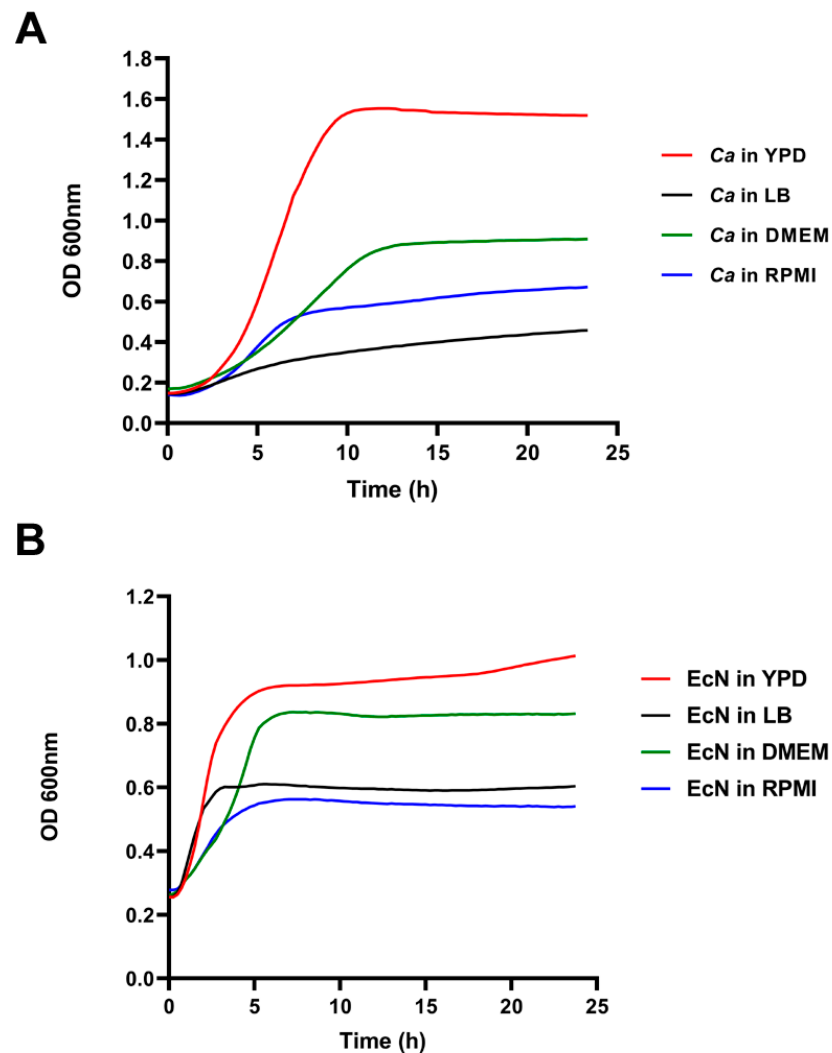 A
1.8
1.6
1.4
1.2
1.0
0.8
0.6
0.4
0.2
0.0
OD 600nm
0 5 10 15 20 25
Time (h)
Ca in YPD
Ca in LB
Ca in DMEM
Ca in RPMI
B
1.2
1.0
0.8
0.6
0.4
0.2
0.0
OD 600nm
0 5 10 15 20 25
Time (h)
EcN in YPD
EcN in LB
EcN in DMEM
EcN in RPMI